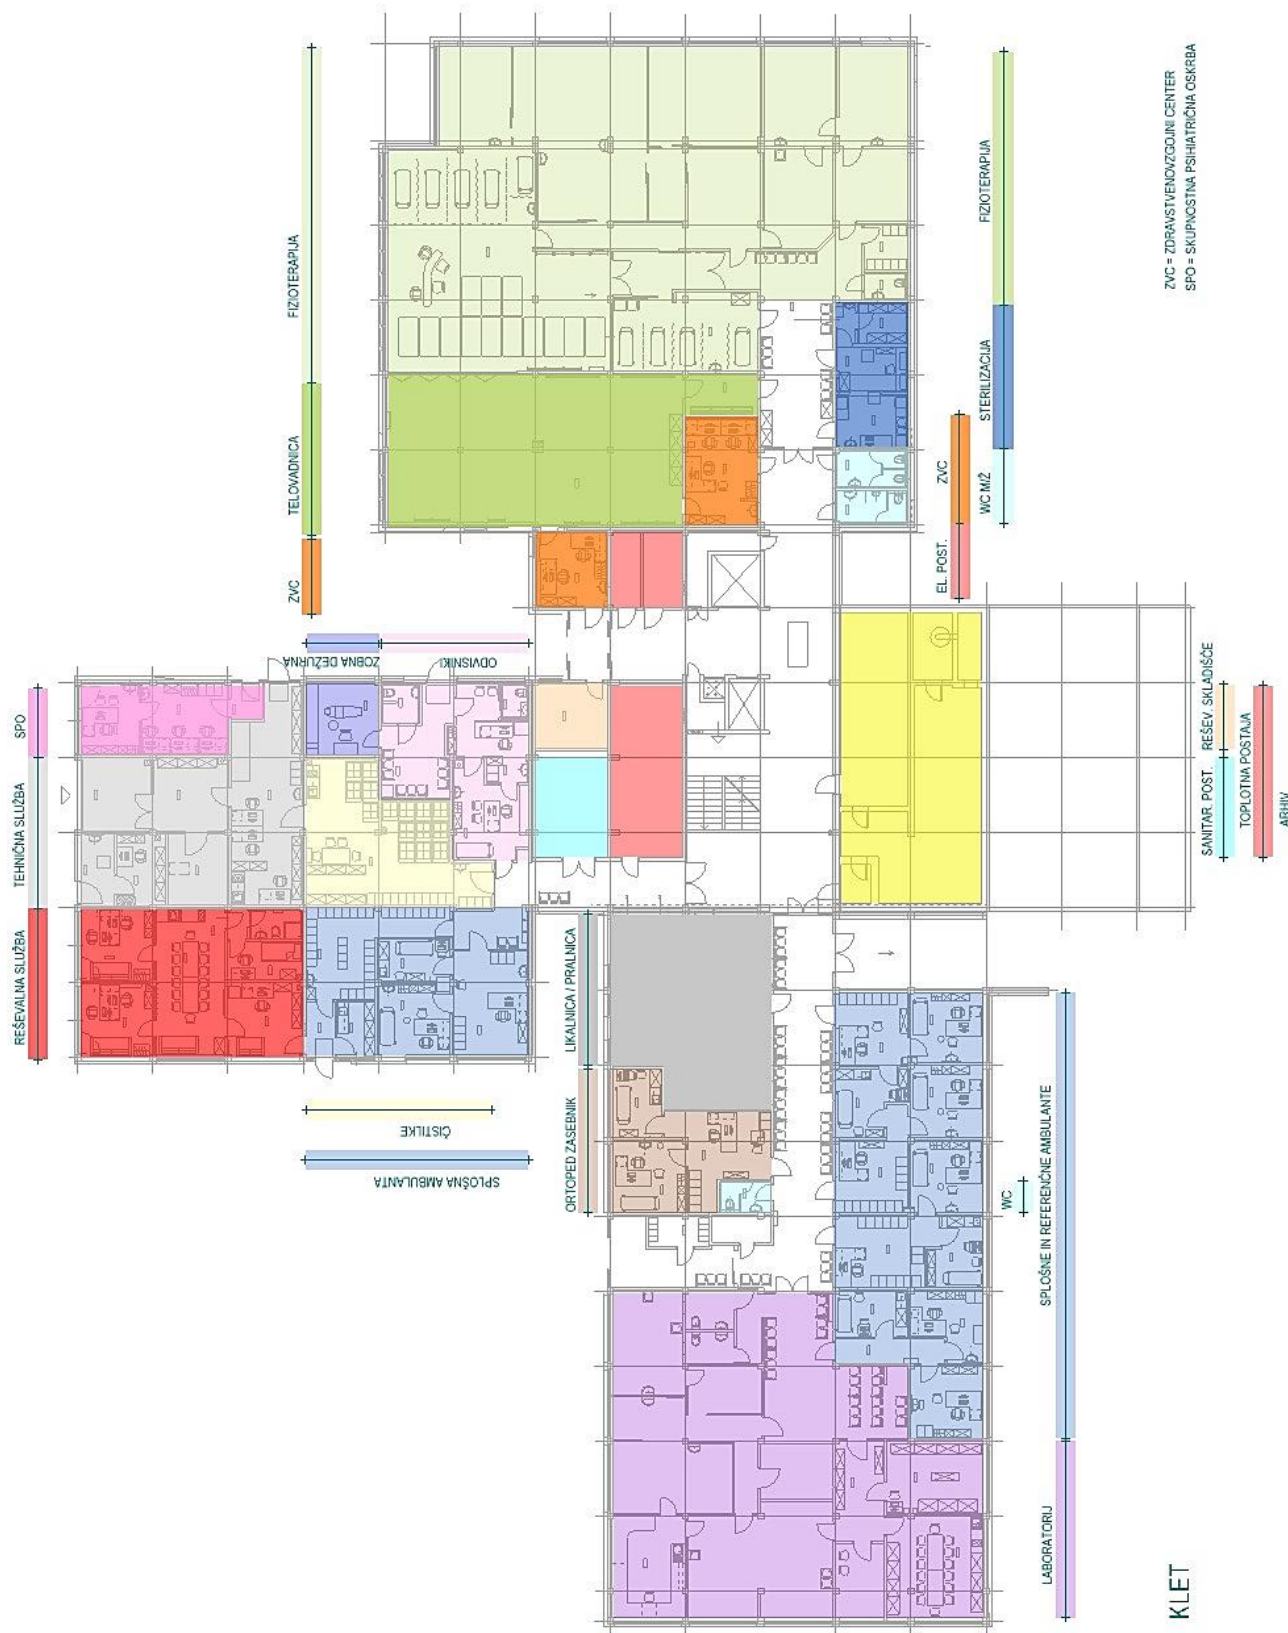 FIZIOTERAPIJA
TELOVADNICA
ZVC
ZOBNA DEŽURNA
ODVISNIKI
SPO
TEHNIČNA SLUŽBA
REŠEVALNA SLUŽBA
ČISTILKE
SPLOŠNA AMBULANTA
LIKALNICA / PRALNICA
ORTOPED ZASEBNIK
FIZIOTERAPIJA
STERILIZACIJA
WC M/Ž
ZVC
EL. POST.
REŠEV. SKLADIŠČE
SANITAR. POST.
TOPLOTNA POSTAJA
ARHIV
WC
SPLOŠNE IN REFERENČNE AMBULANTE
LABORATORIJ
ZVC = ZDRAVSTVENOVZGOJNI CENTER
SPO = SKUPNOSTNA PSIHIATRIČNA OSKRBA
KLET